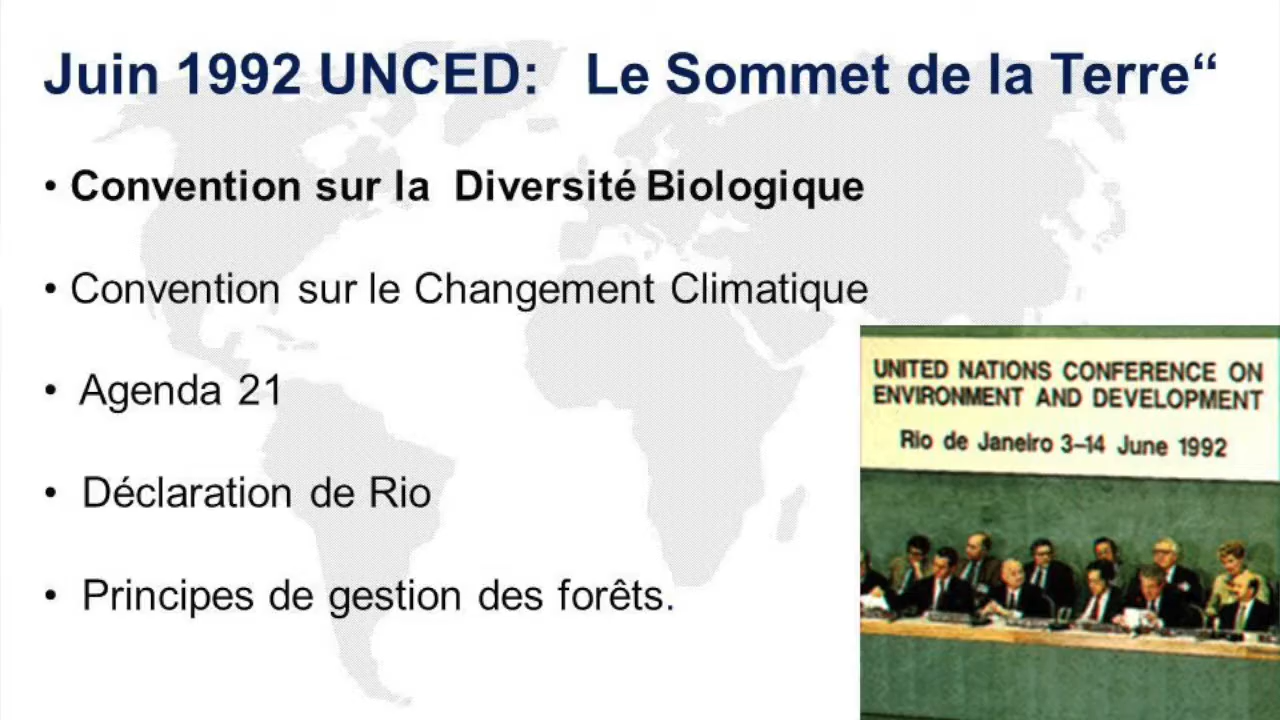 Juin 1992 UNCED: Le Sommet de la Terre“
• Convention sur la Diversité Biologique
• Convention sur le Changement Climatique
• Agenda 21
• Déclaration de Rio
• Principes de gestion des forêts.
UNITED NATIONS CONFERENCE ON
ENVIRONMENT AND DEVELOPMENT
Rio de Janeiro 3–14 June 1992